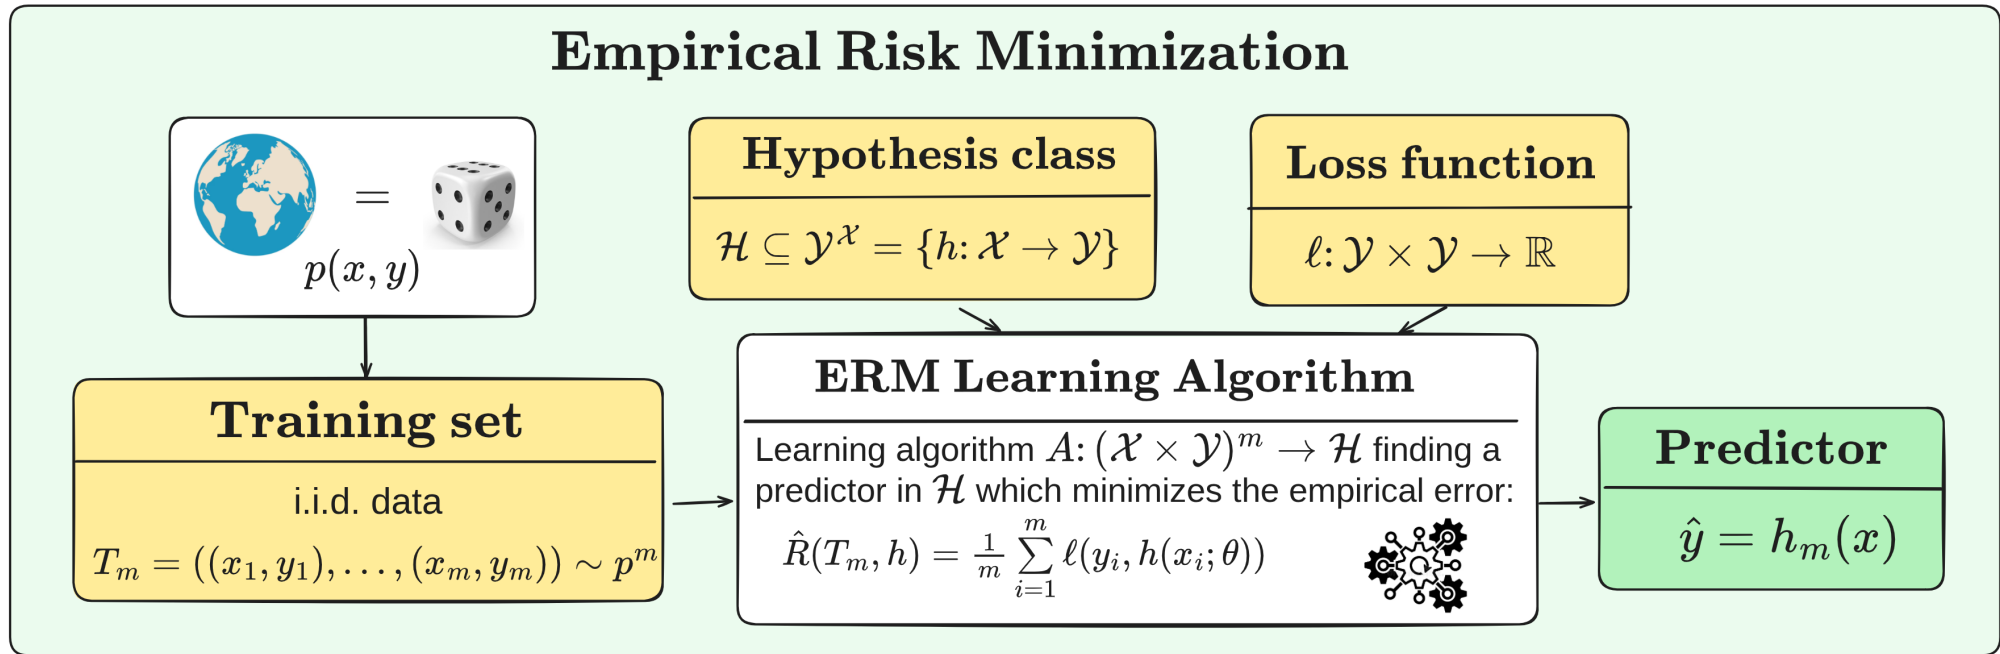 Empirical Risk Minimization
=
p(x, y)
Hypothesis class
ℋ ⊆ 𝒴^𝒳 = {h: 𝒳 → 𝒴}
Loss function
ℓ: 𝒴 × 𝒴 → ℝ
Training set
i.i.d. data
T_m = ((x_1, y_1), . . . , (x_m, y_m)) ∼ p^m
ERM Learning Algorithm
Learning algorithm A: (𝒳 × 𝒴)^m → ℋ finding a
predictor in ℋ which minimizes the empirical error:
R̂(T_m, h) = 1/m ∑_{i=1}^{m} ℓ(y_i, h(x_i; θ))
Predictor
ŷ = h_m(x)